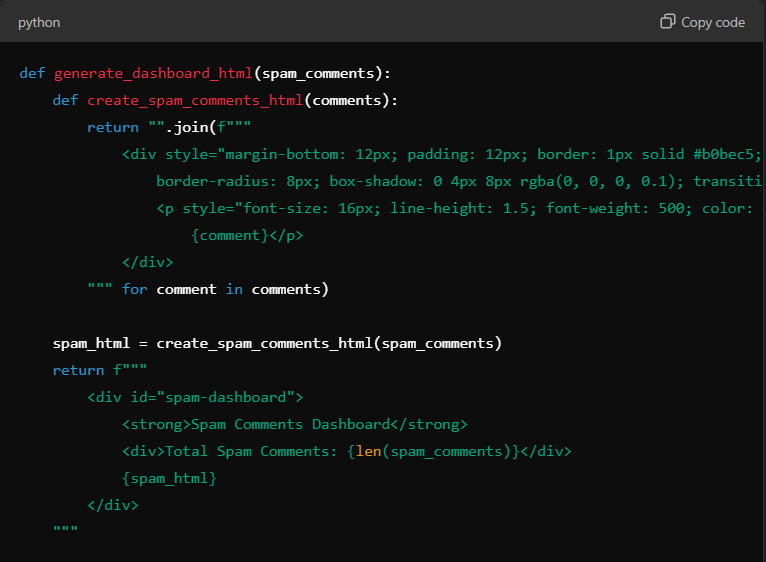 python
Copy code
def generate_dashboard_html(spam_comments):
    def create_spam_comments_html(comments):
        return "".join(f"""
            <div style="margin-bottom: 12px; padding: 12px; border: 1px solid #b0bec5;
                border-radius: 8px; box-shadow: 0 4px 8px rgba(0, 0, 0, 0.1); transiti
                <p style="font-size: 16px; line-height: 1.5; font-weight: 500; color:
                    {comment}</p>
            </div>
        """ for comment in comments)
    spam_html = create_spam_comments_html(spam_comments)
    return f"""
        <div id="spam-dashboard">
            <strong>Spam Comments Dashboard</strong>
            <div>Total Spam Comments: {len(spam_comments)}</div>
            {spam_html}
        </div>
    """